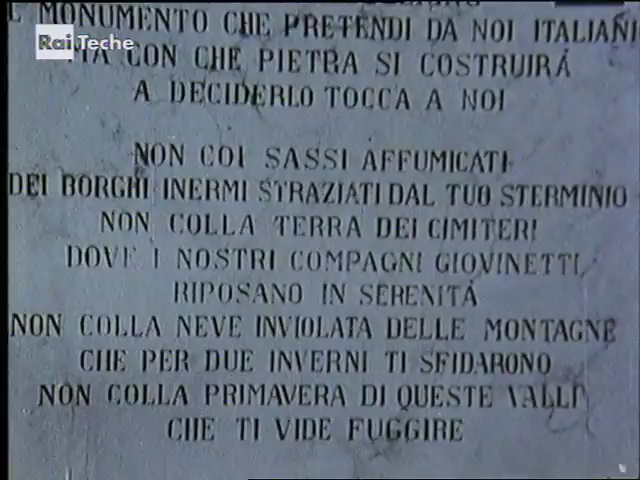 Rai Teche
L MONUMENTO CHE PRETENDI DA NOI ITALIANI
MA CON CHE PIETRA SI COSTRUIRÁ
A DECIDERLO TOCCA A NOI
NON COI SASSI AFFUMICATI
DEI BORGHI INERMI STRAZIATI DAL TUO STERMINIO
NON COLLA TERRA DEI CIMITERI
DOVE I NOSTRI COMPAGNI GIOVINETTI
RIPOSANO IN SERENITÁ
NON COLLA NEVE INVIOLATA DELLE MONTAGNE
CHE PER DUE INVERNI TI SFIDARONO
NON COLLA PRIMAVERA DI QUESTE VALLI
CHE TI VIDE FUGGIRE